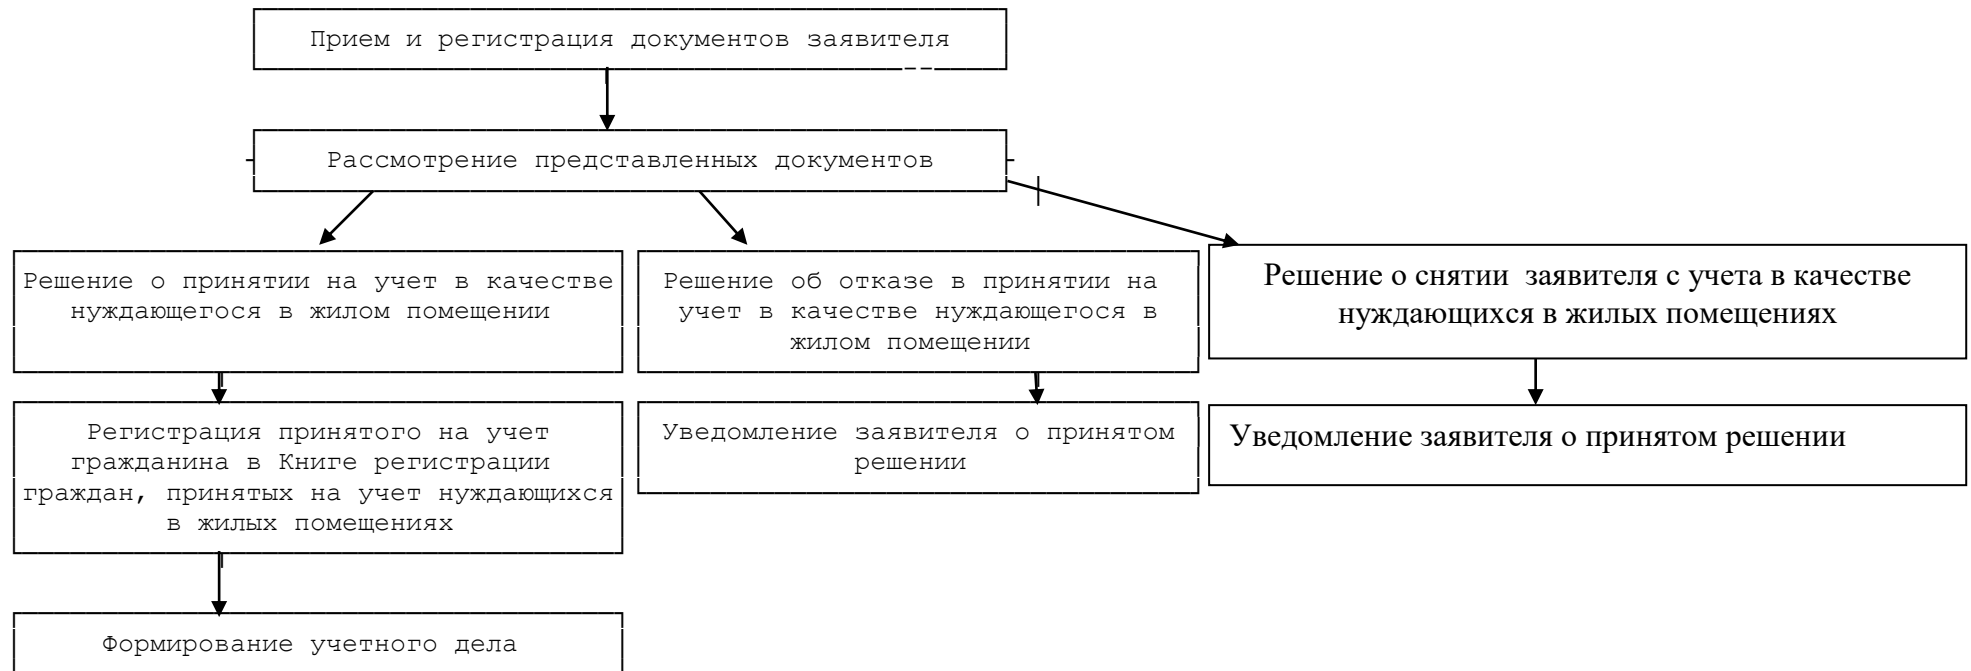 Прием и регистрация документов заявителя
Рассмотрение представленных документов
Решение о принятии на учет в качестве
нуждающегося в жилом помещении
Решение об отказе в принятии на
учет в качестве нуждающегося в
жилом помещении
Решение о снятии  заявителя с учета в качестве
нуждающихся в жилых помещениях
Регистрация принятого на учет
гражданина в Книге регистрации
граждан, принятых на учет нуждающихся
в жилых помещениях
Уведомление заявителя о принятом
решении
Уведомление заявителя о принятом решении
Формирование учетного дела